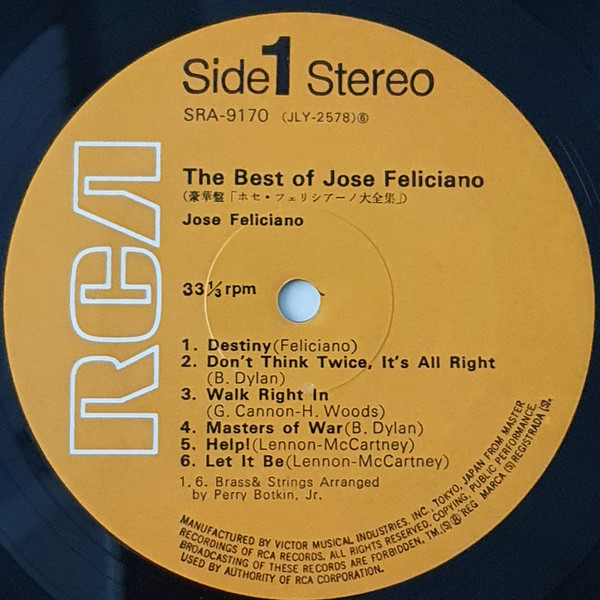 Side 1 Stereo
SRA-9170 (JLY-2578)⑥
The Best of Jose Feliciano
(豪華盤「ホセ・フェリシアーノ大全集」)
Jose Feliciano
33⅓rpm
RCA
1. Destiny(Feliciano)
2. Don't Think Twice, It's All Right
(B. Dylan)
3. Walk Right In
(G. Cannon-H. Woods)
4. Masters of War(B. Dylan)
5. Help!(Lennon-McCartney)
6. Let It Be(Lennon-McCartney)
1, 6. Brass& Strings Arranged
by Perry Botkin, Jr.
MANUFACTURED BY VICTOR MUSICAL INDUSTRIES, INC., TOKYO, JAPAN FROM MASTER
RECORDINGS OF RCA RECORDS. ALL RIGHTS RESERVED, COPYING, PUBLIC PERFORMANCE,
BROADCASTING OF THESE RECORDS ARE FORBIDDEN, TM,(S)® REG MARCA (S) REGISTRADA (S).
USED BY AUTHORITY OF RCA CORPORATION.